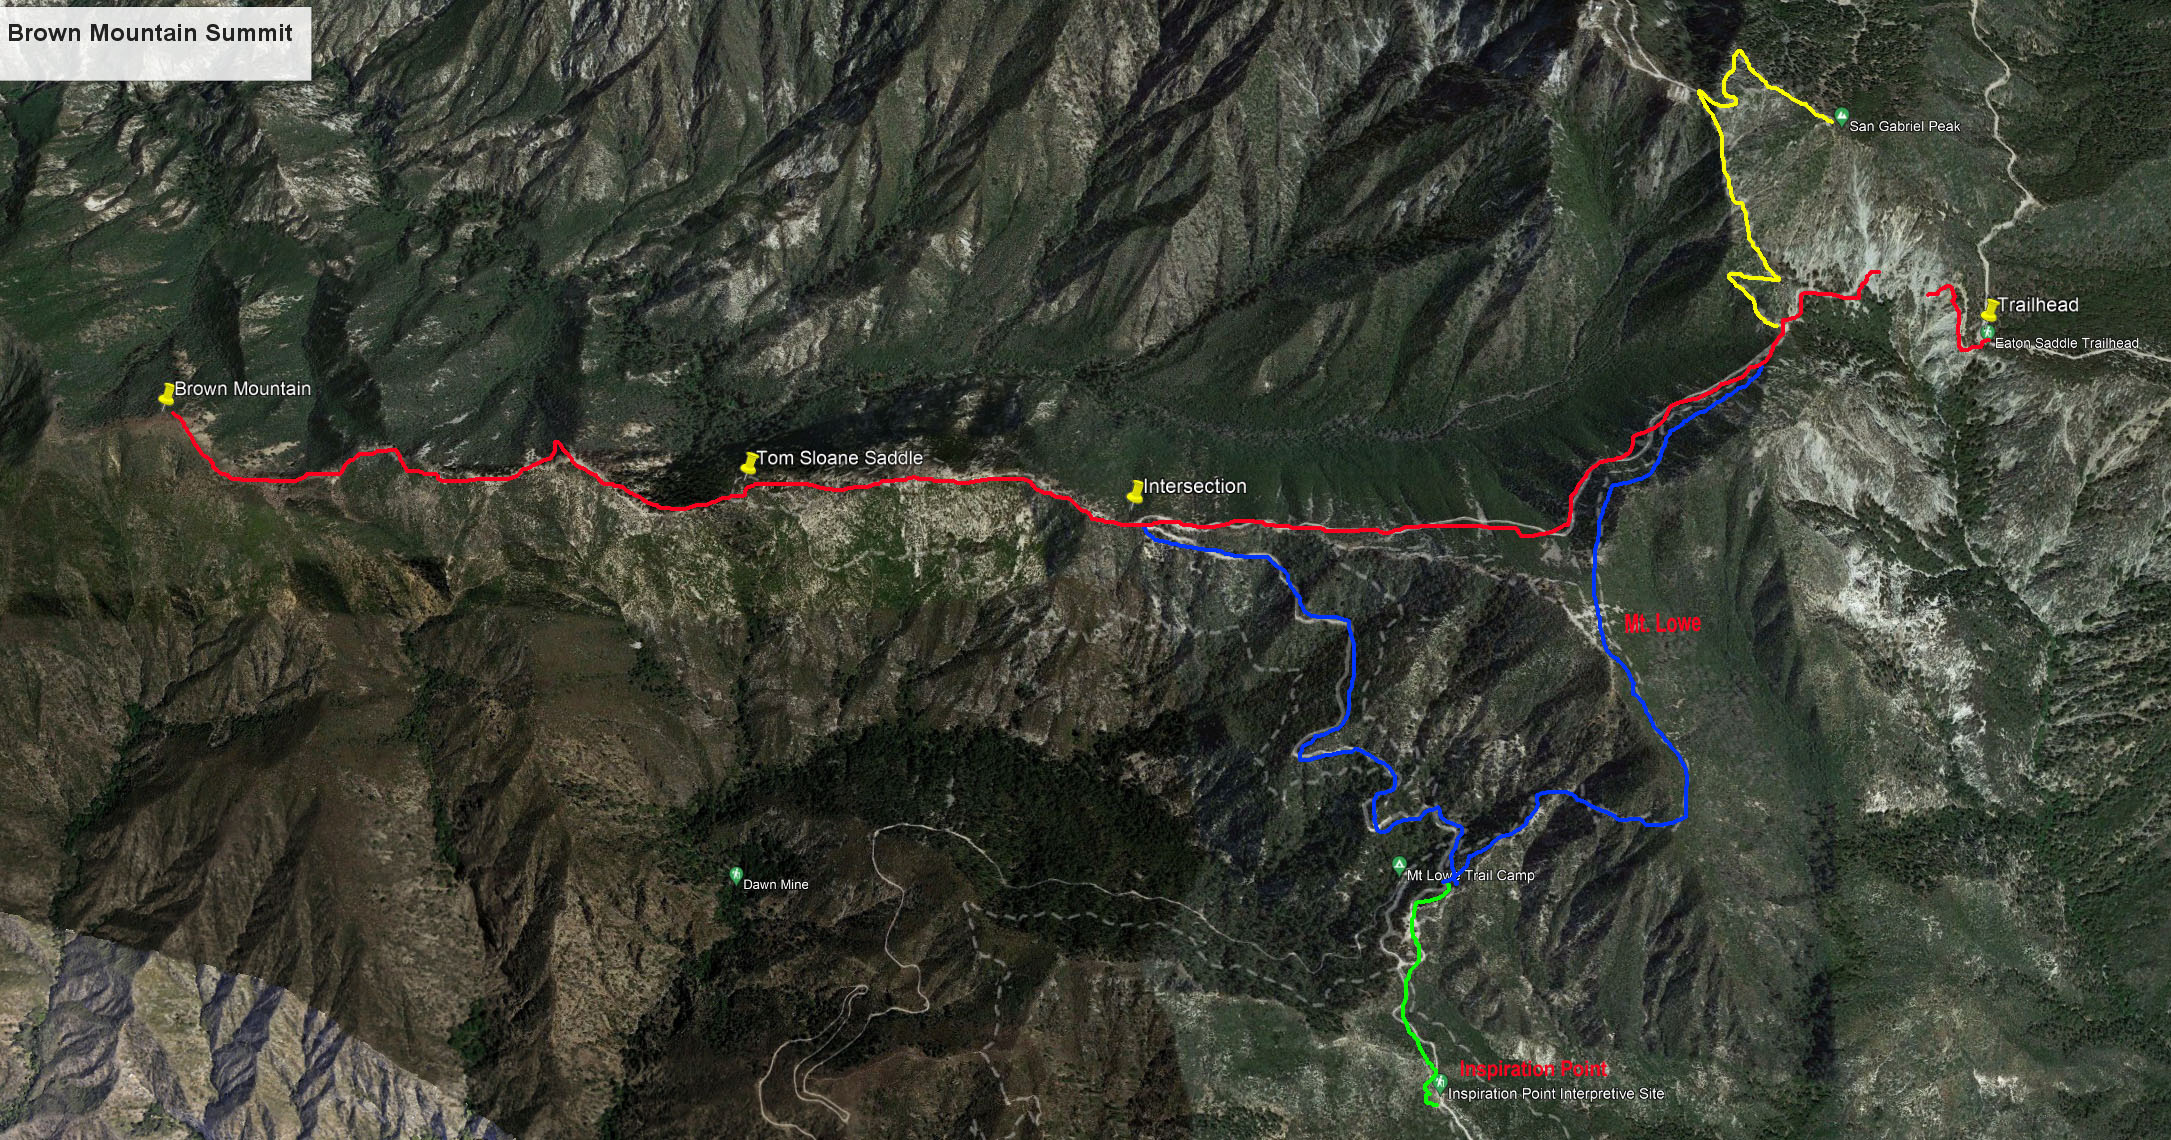 Brown Mountain Summit
San Gabriel Peak
Trailhead
Eaton Saddle Trailhead
Brown Mountain
Tom Sloane Saddle
Intersection
Mt. Lowe
Mt Lowe Trail Camp
Dawn Mine
Inspiration Point
Inspiration Point Interpretive Site